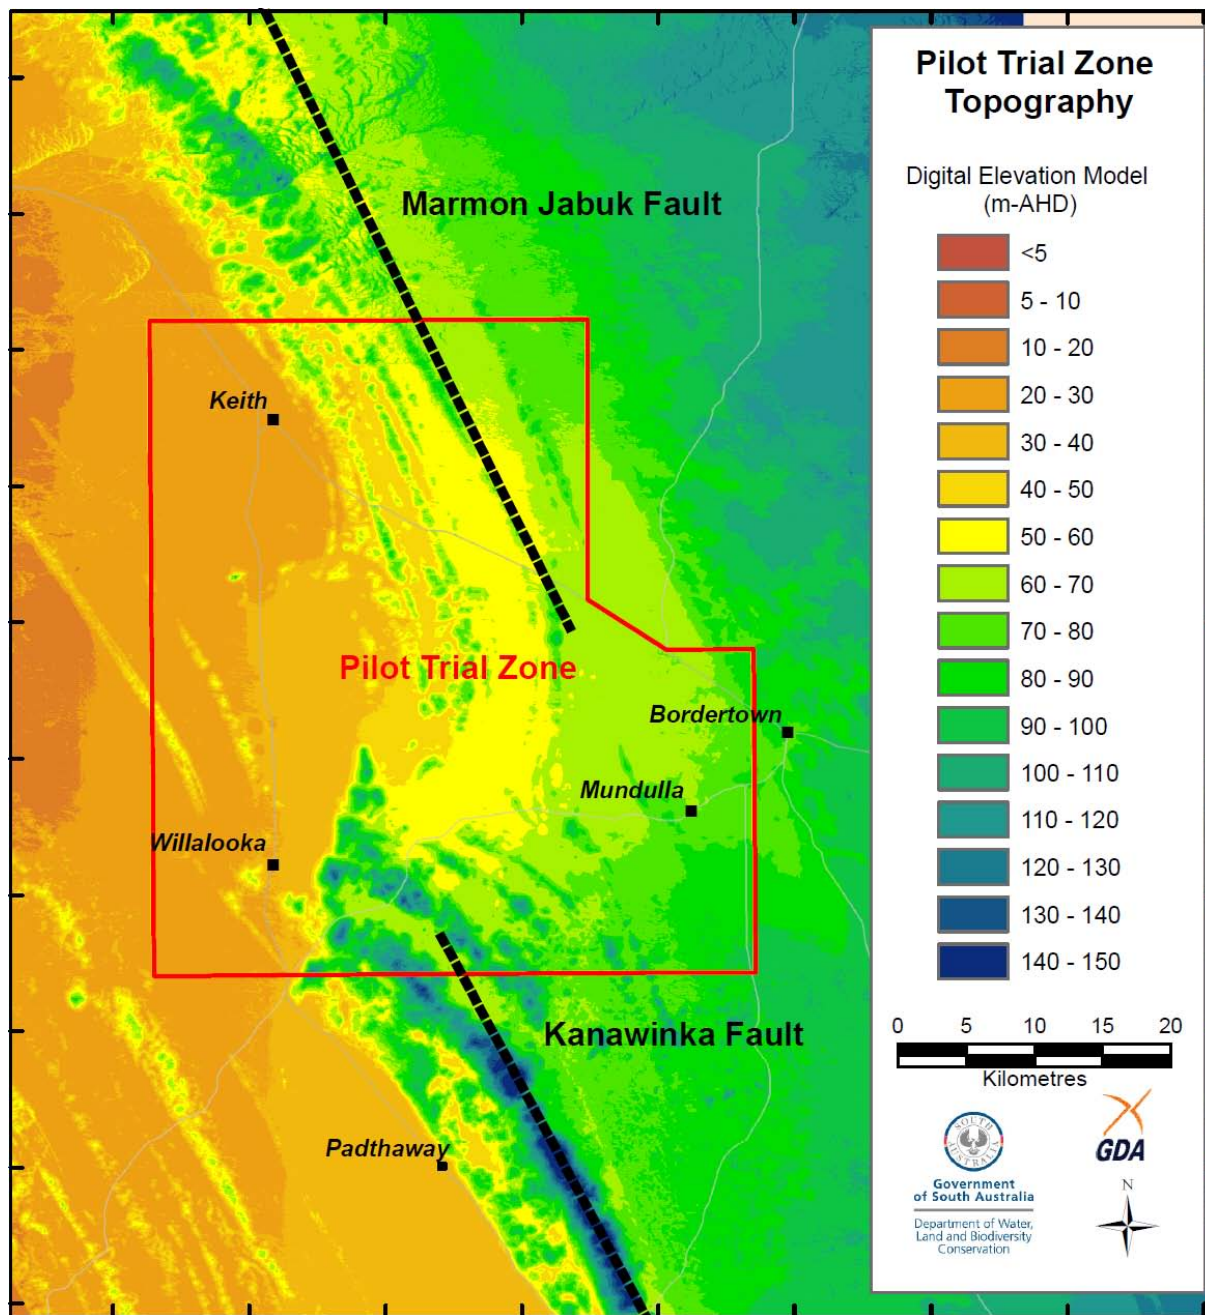 Pilot Trial Zone
Topography
Digital Elevation Model
(m-AHD)
<5
5 - 10
10 - 20
20 - 30
30 - 40
40 - 50
50 - 60
60 - 70
70 - 80
80 - 90
90 - 100
100 - 110
110 - 120
120 - 130
130 - 140
140 - 150
0 5 10 15 20
Kilometres
SOUTH AUSTRALIA
GDA
Government
of South Australia
Department of Water,
Land and Biodiversity
Conservation
N
Marmon Jabuk Fault
Keith
Pilot Trial Zone
Bordertown
Mundulla
Willalooka
Kanawinka Fault
Padthaway